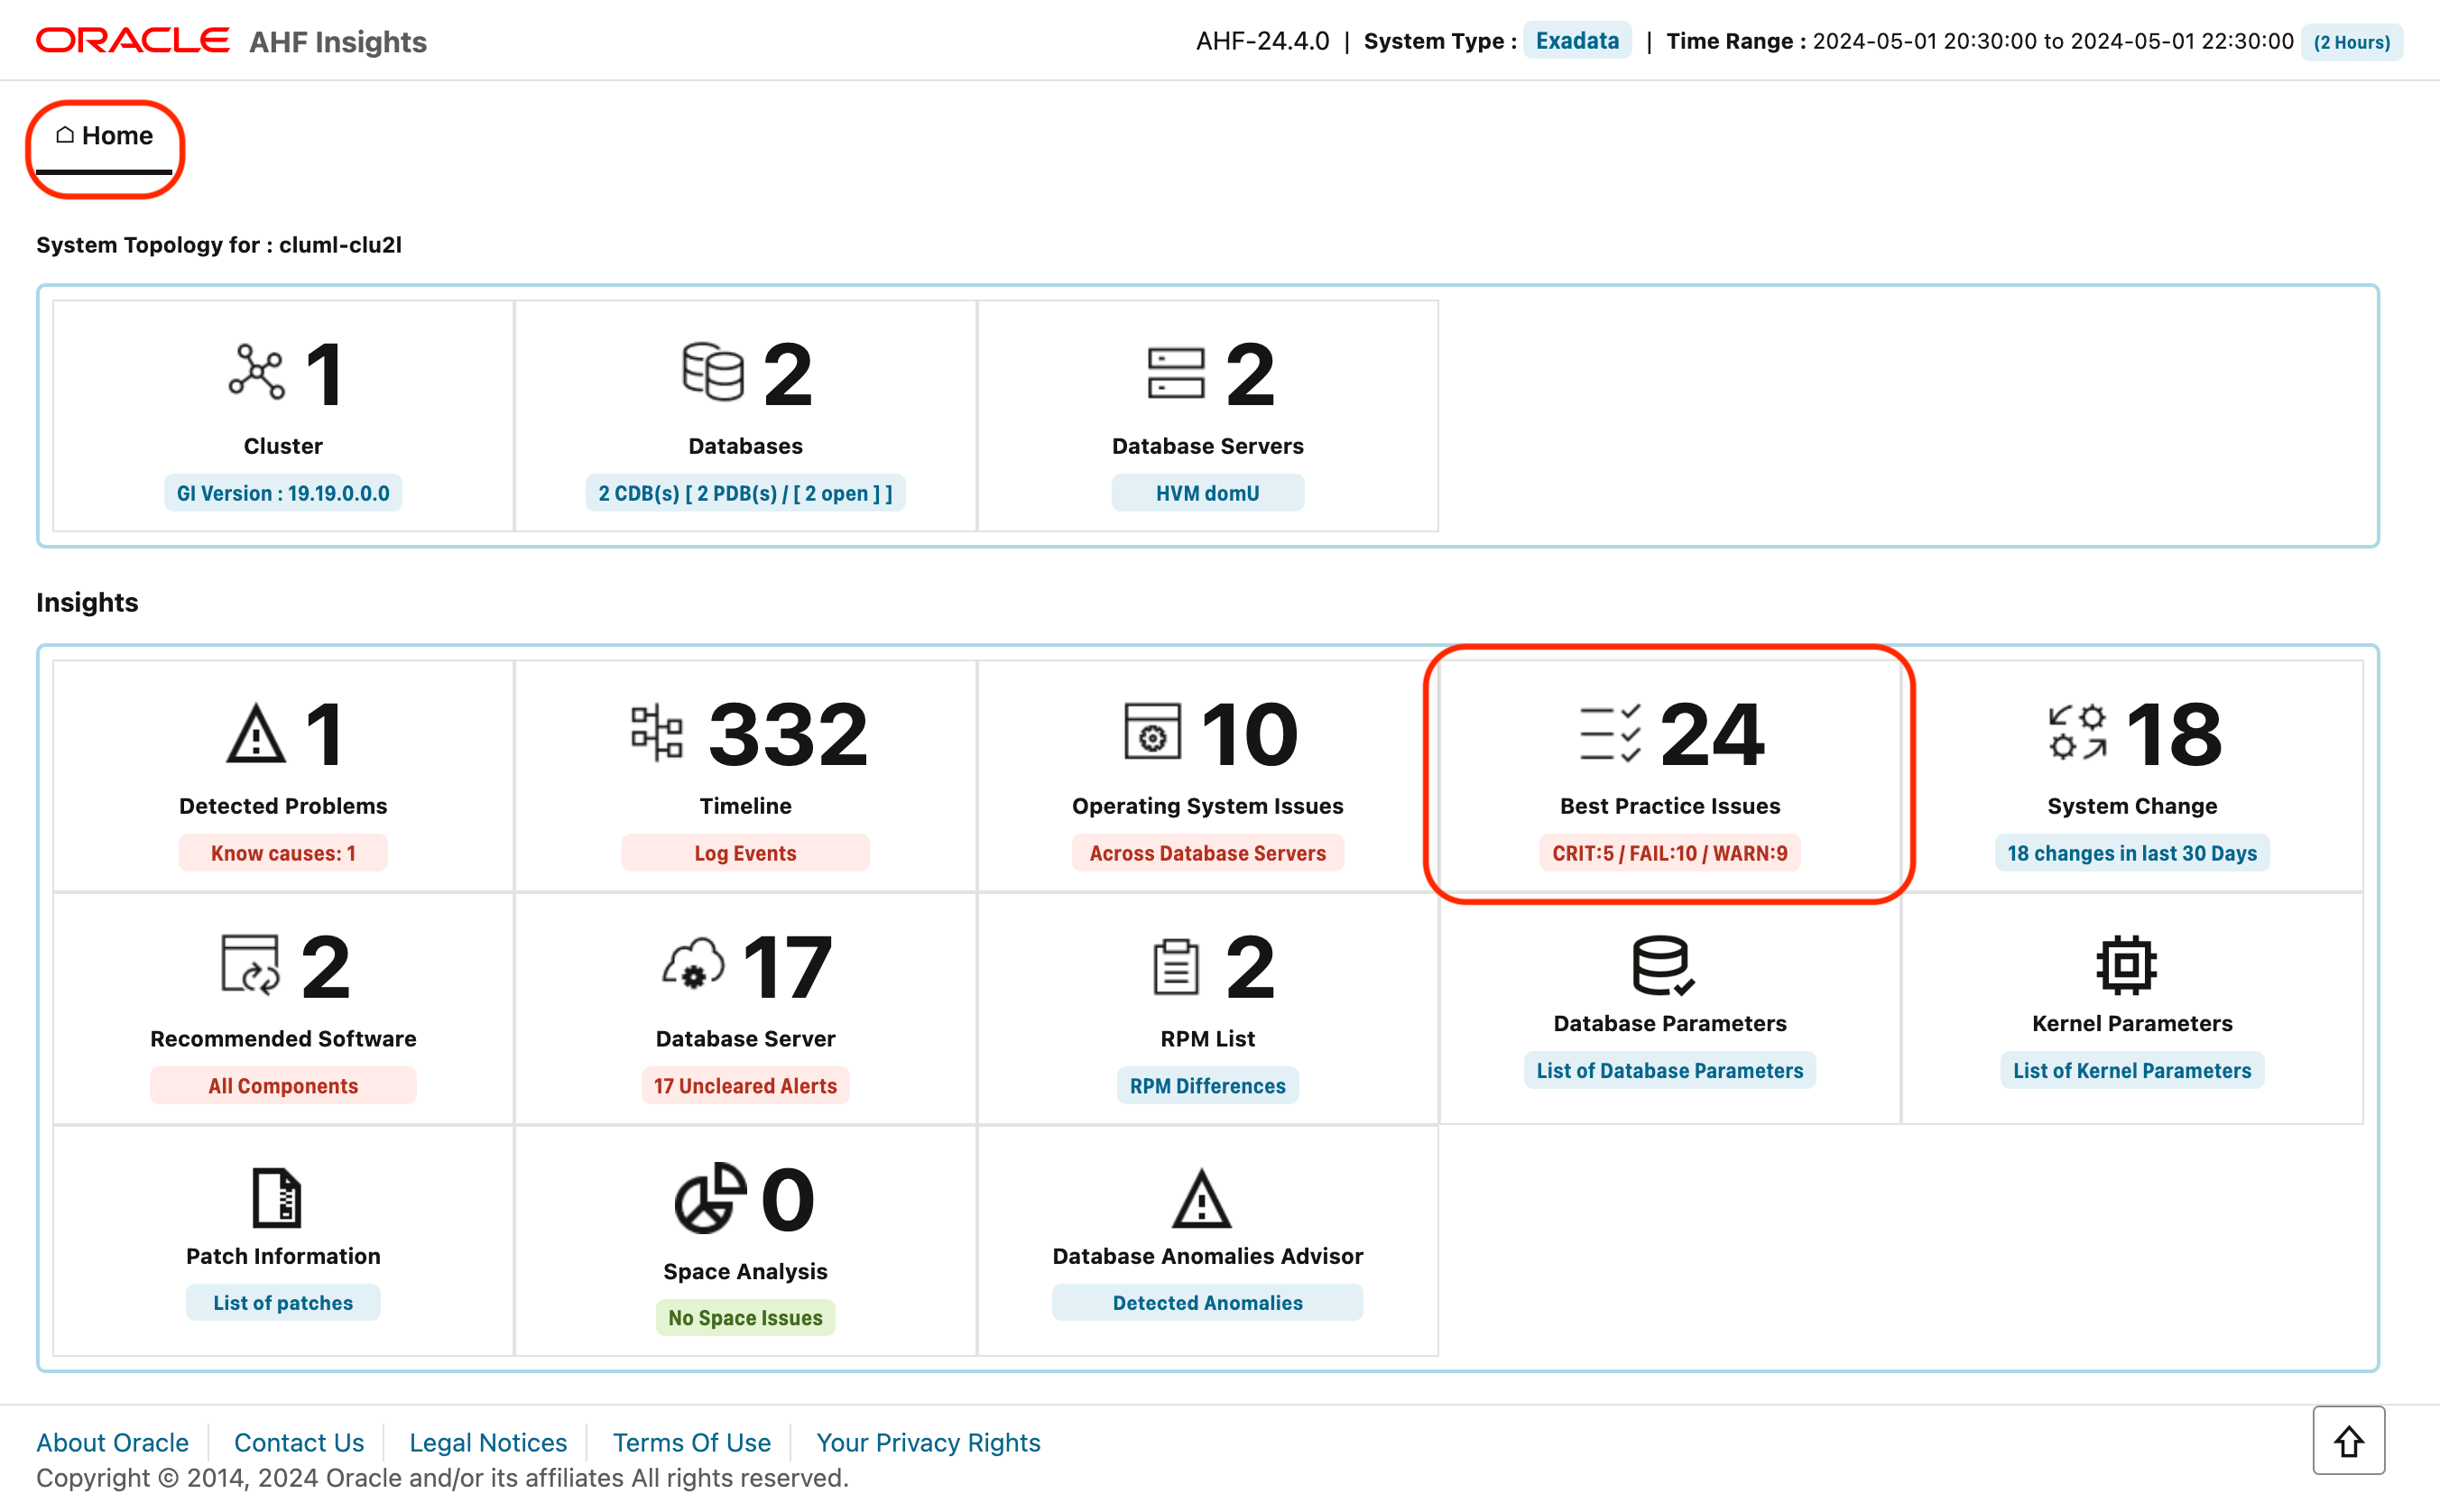 ORACLE AHF Insights
AHF-24.4.0 | System Type : Exadata | Time Range : 2024-05-01 20:30:00 to 2024-05-01 22:30:00 (2 Hours)
Home
System Topology for : cluml-clu2l
1
Cluster
GI Version : 19.19.0.0.0
2
Databases
2 CDB(s) [ 2 PDB(s) / [ 2 open ] ]
2
Database Servers
HVM domU
Insights
1
Detected Problems
Know causes: 1
332
Timeline
Log Events
10
Operating System Issues
Across Database Servers
24
Best Practice Issues
CRIT:5 / FAIL:10 / WARN:9
18
System Change
18 changes in last 30 Days
2
Recommended Software
All Components
17
Database Server
17 Uncleared Alerts
2
RPM List
RPM Differences
Database Parameters
List of Database Parameters
Kernel Parameters
List of Kernel Parameters
Patch Information
List of patches
0
Space Analysis
No Space Issues
Database Anomalies Advisor
Detected Anomalies
About Oracle | Contact Us | Legal Notices | Terms Of Use | Your Privacy Rights
Copyright © 2014, 2024 Oracle and/or its affiliates All rights reserved.